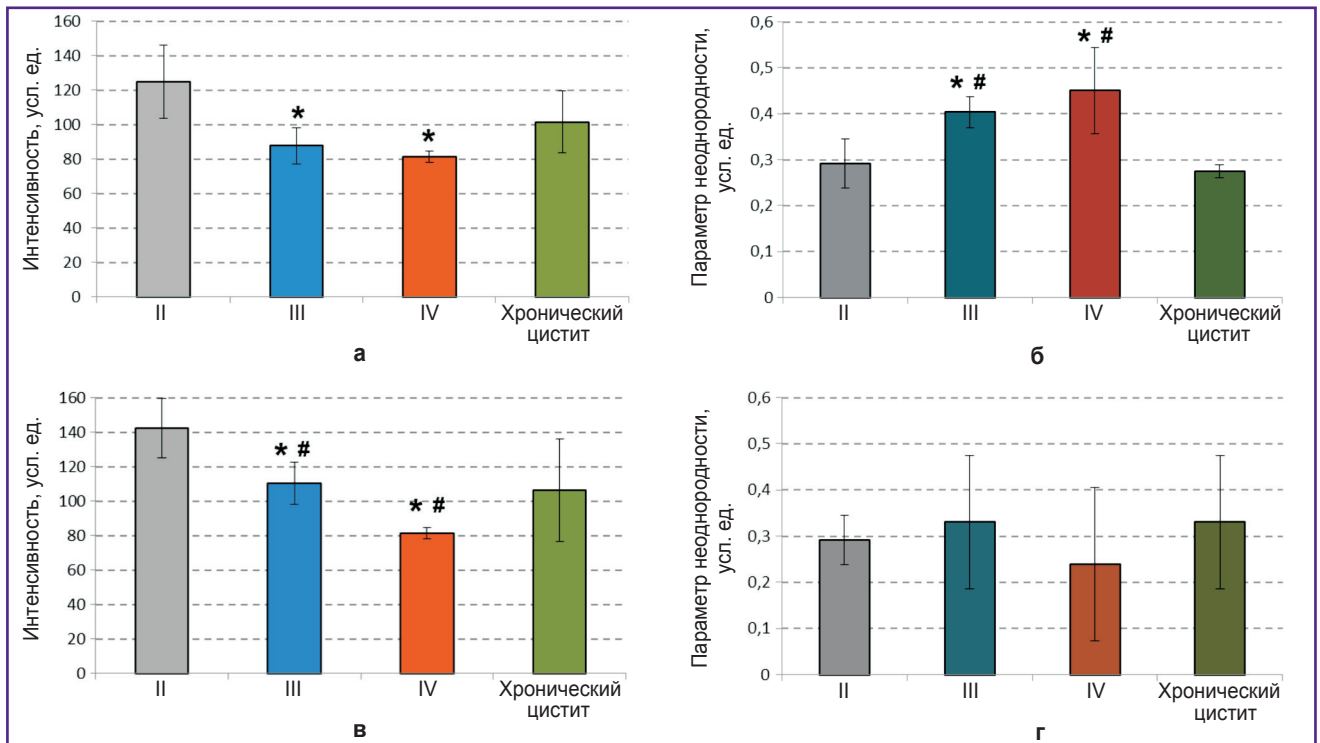 Интенсивность, усл. ед.
160
140
120
100
80
60
40
20
0
*
*
II
III
IV
Хронический
цистит
а
Параметр неоднородности,
усл. ед.
0,6
0,5
0,4
0,3
0,2
0,1
0
* #
* #
II
III
IV
Хронический
цистит
б
Интенсивность, усл. ед.
160
140
120
100
80
60
40
20
0
* #
* #
II
III
IV
Хронический
цистит
в
Параметр неоднородности,
усл. ед.
0,6
0,5
0,4
0,3
0,2
0,1
0
II
III
IV
Хронический
цистит
г